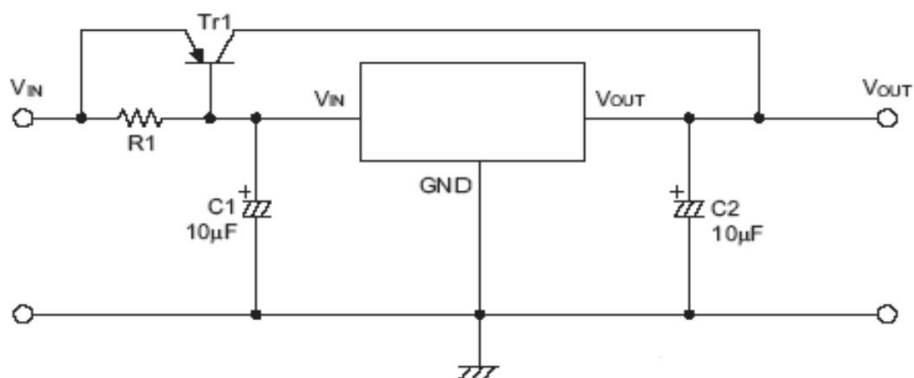 Tr1
VIN
VIN
VOUT
VOUT
R1
GND
+
C1
10µF
+
C2
10µF